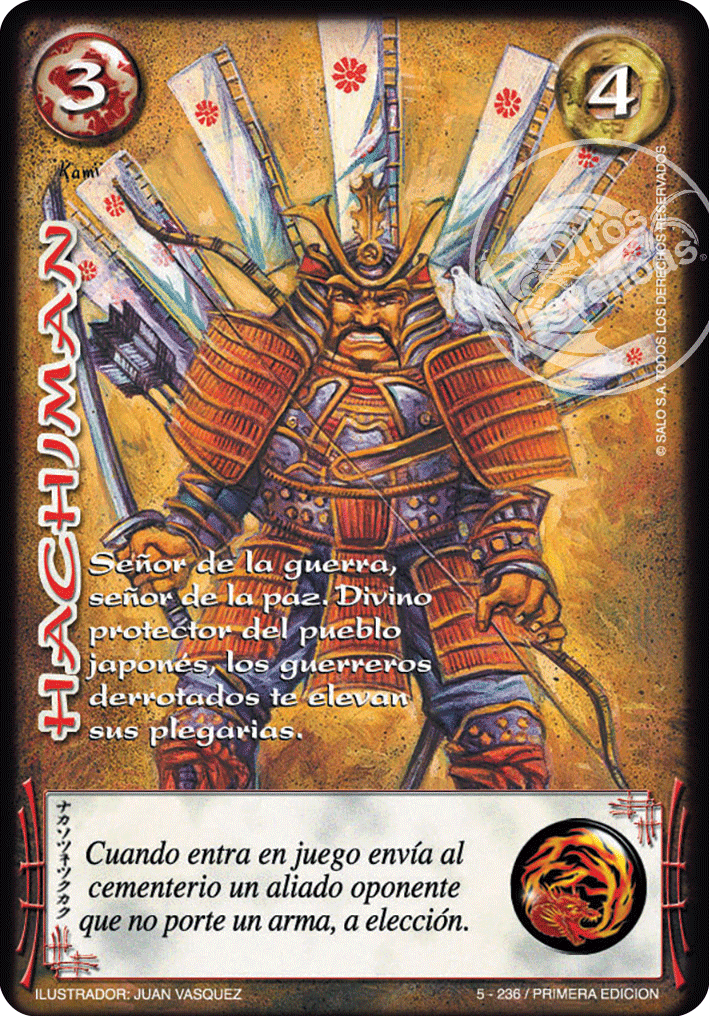 3
4
Kami
HACHIMAN
Mitos
Leyendas®
© SALO S.A. TODOS LOS DERECHOS RESERVADOS
Señor de la guerra,
señor de la paz. Divino
protector del pueblo
japonés, los guerreros
derrotados te elevan
sus plegarias.
ナカソツネツクカク
Cuando entra en juego envía al
cementerio un aliado oponente
que no porte un arma, a elección.
ILUSTRADOR: JUAN VASQUEZ
5 - 236 / PRIMERA EDICION